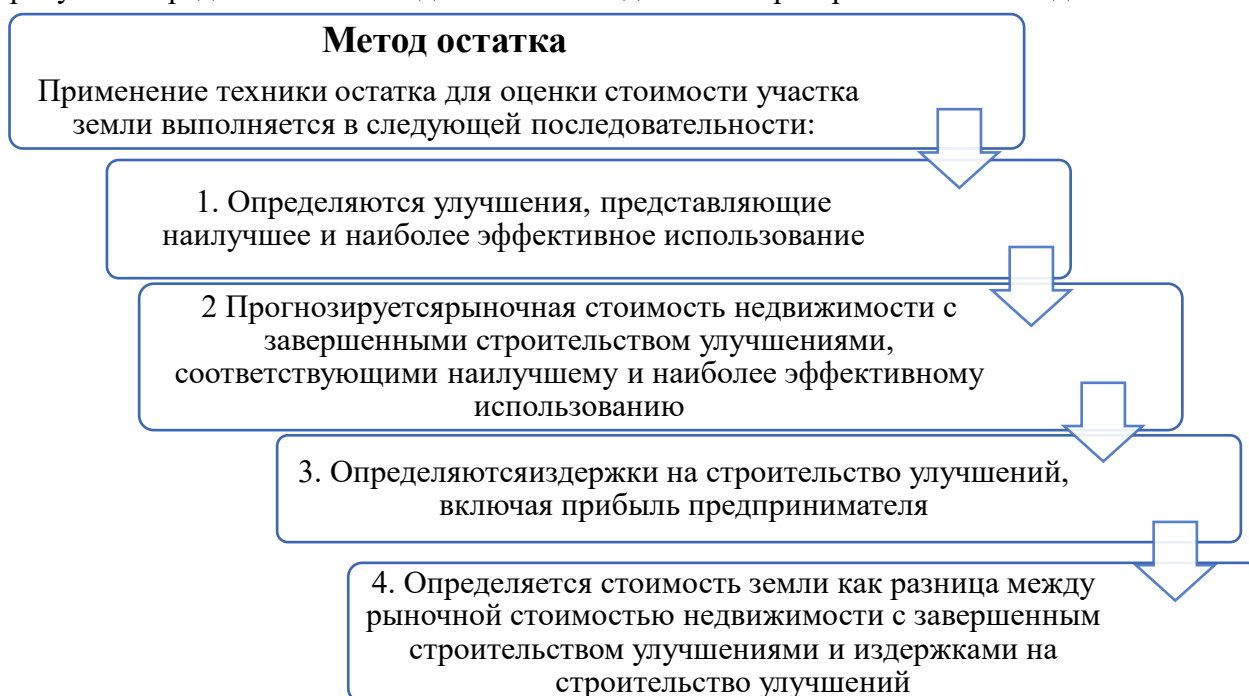 Метод остатка
Применение техники остатка для оценки стоимости участка
земли выполняется в следующей последовательности:
1. Определяются улучшения, представляющие
наилучшее и наиболее эффективное использование
2 Прогнозируетсярыночная стоимость недвижимости с
завершенными строительством улучшениями,
соответствующими наилучшему и наиболее эффективному
использованию
3. Определяютсяиздержки на строительство улучшений,
включая прибыль предпринимателя
4. Определяется стоимость земли как разница между
рыночной стоимостью недвижимости с завершенным
строительством улучшениями и издержками на
строительство улучшений